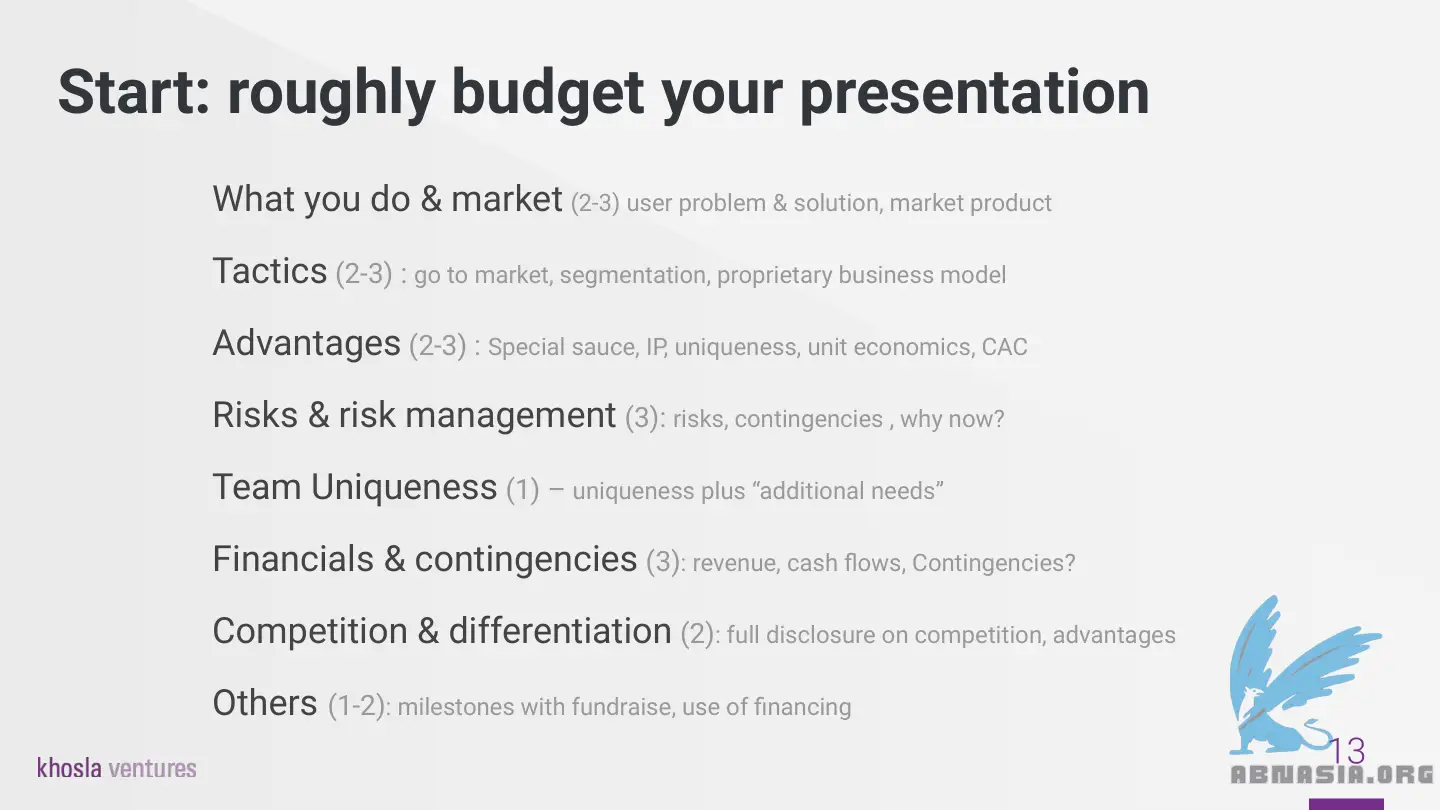 Start: roughly budget your presentation
What you do & market (2-3) user problem & solution, market product
Tactics (2-3) : go to market, segmentation, proprietary business model
Advantages (2-3) : Special sauce, IP, uniqueness, unit economics, CAC
Risks & risk management (3): risks, contingencies , why now?
Team Uniqueness (1) – uniqueness plus “additional needs”
Financials & contingencies (3): revenue, cash flows, Contingencies?
Competition & differentiation (2): full disclosure on competition, advantages
Others (1-2): milestones with fundraise, use of financing
khosla ventures
13
ABNASIA.ORG